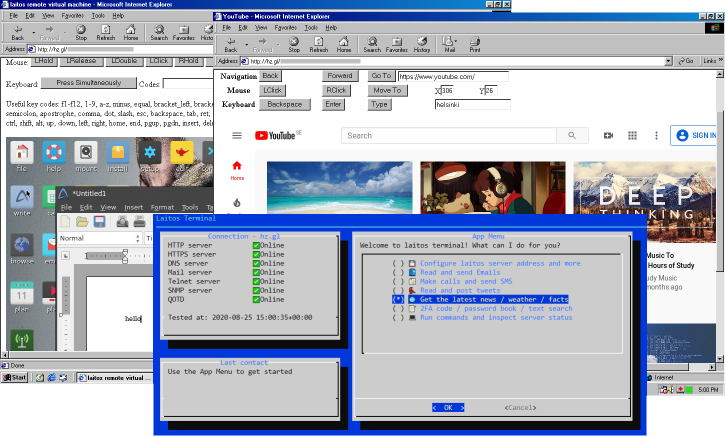 laitos remote virtual machine - Microsoft Internet Explorer
File Edit View Favorites Tools Help
Back Forward Stop Refresh Home Search Favorites History
Address http://hz.gl/
Mouse: LHold LRelease LDouble LClick RHold
Keyboard: Press Simultaneously Codes:
Useful key codes: f1-f12, 1-9, a-z, minus, equal, bracket_left,
semicolon, apostrophe, comma, dot, slash, esc, backspace, tab, ret,
ctrl, shift, alt, up, down, left, right, home, end, pgup, pgdn, insert,
file help mount install setup
write
browse
plan
*Untitled1
File Edit View Insert Format Tools
Normal
hello
Done
Start laitos remote virtual ...
YouTube - Microsoft Internet Explorer
File Edit View Favorites Tools Help
Back Forward Stop Refresh Home Search Favorites History Mail Print
Address http://hz.gl/ Go Links »
Navigation Back Forward Go To https://www.youtube.com/
Mouse LClick RClick Move To X 306 Y 26
Keyboard Backspace Enter Type helsinki
YouTube SE Search SIGN IN
Home
DEEP
THINKING
Music To
Hours of Study
Study Music
months ago
Internet
5:00 PM
Laitos Terminal
Connection - hz.gl
HTTP server Online
HTTPS server Online
DNS server Online
Mail server Online
Telnet server Online
SNMP server Online
QOTD Online
Tested at: 2020-08-25 15:00:35+00:00
Last contact
Use the App Menu to get started
App Menu
Welcome to laitos terminal! What can I do for you?
( ) Configure laitos server address and more
( ) Read and send Emails
( ) Make calls and send SMS
( ) Read and post tweets
(*) Get the latest news / weather / facts
( ) 2FA code / password book / text search
( ) Run commands and inspect server status
< OK > <Cancel>